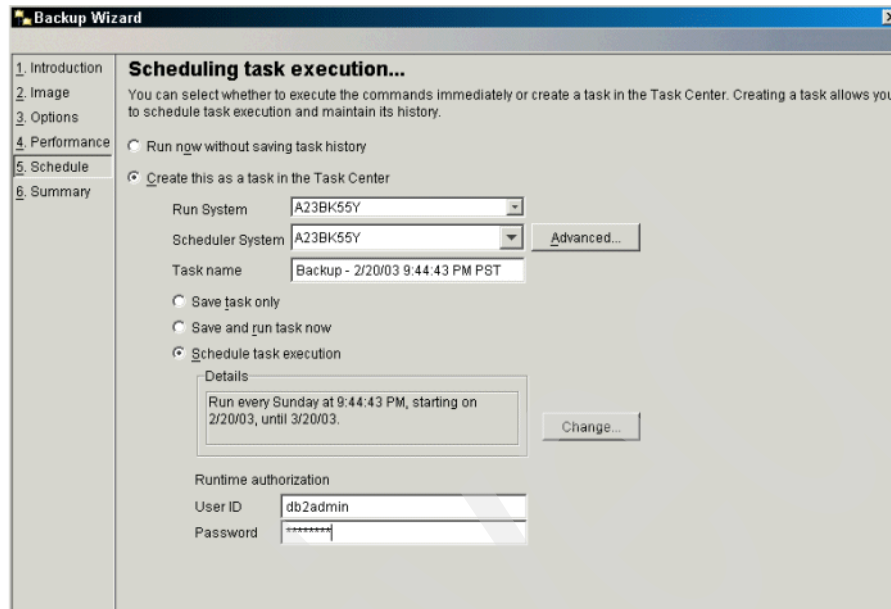 Backup Wizard
1. Introduction
2. Image
3. Options
4. Performance
5. Schedule
6. Summary
Scheduling task execution...
You can select whether to execute the commands immediately or create a task in the Task Center. Creating a task allows you
to schedule task execution and maintain its history.
Run now without saving task history
Create this as a task in the Task Center
Run System A23BK55Y
Scheduler System A23BK55Y Advanced...
Task name Backup - 2/20/03 9:44:43 PM PST
Save task only
Save and run task now
Schedule task execution
Details
Run every Sunday at 9:44:43 PM, starting on
2/20/03, until 3/20/03.
Change...
Runtime authorization
User ID db2admin
Password ********